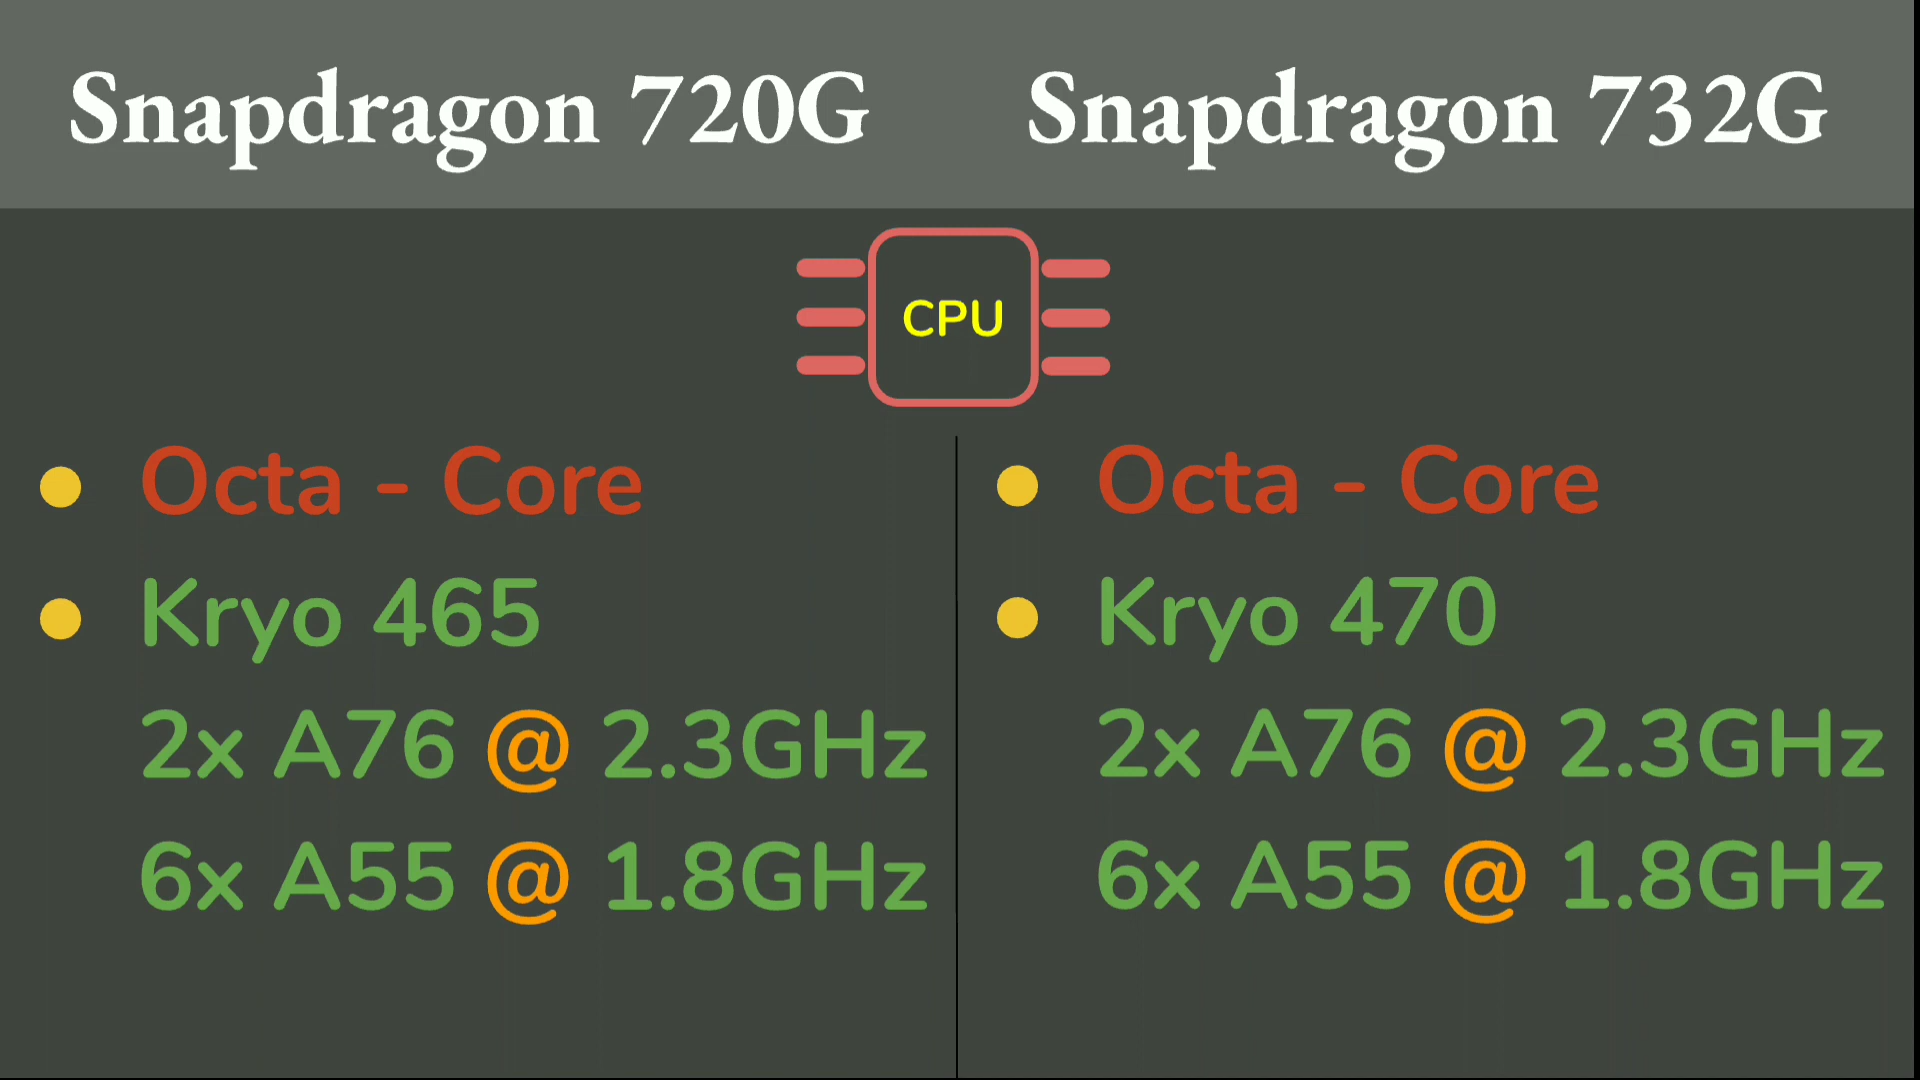 Snapdragon 720G
Snapdragon 732G
CPU
Octa - Core
Kryo 465
2x A76 @ 2.3GHz
6x A55 @ 1.8GHz
Octa - Core
Kryo 470
2x A76 @ 2.3GHz
6x A55 @ 1.8GHz